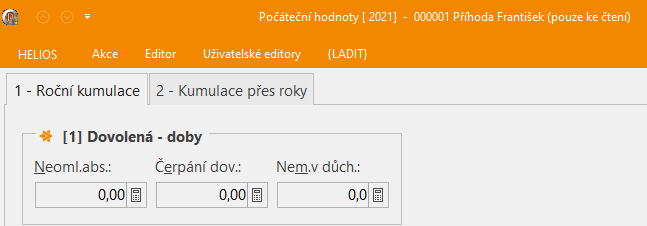 Počáteční hodnoty [ 2021] - 000001 Příhoda František (pouze ke čtení)
HELIOS Akce Editor Uživatelské editory {LADIT}
1 - Roční kumulace 2 - Kumulace přes roky
[1] Dovolená - doby
Neoml.abs.: Čerpání dov.: Nem.v důch.:
0,00 0,00 0,0